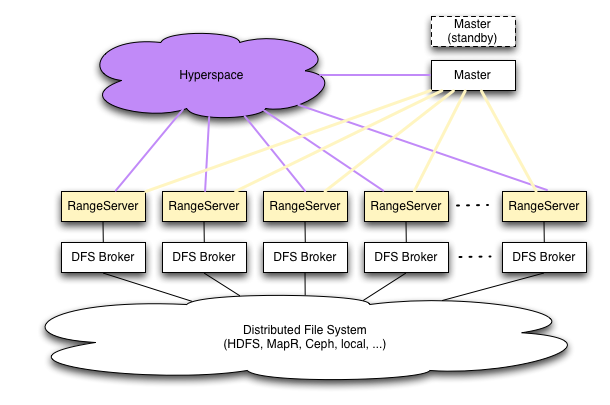 Master
(standby)
Hyperspace
Master
RangeServer
RangeServer
RangeServer
RangeServer
RangeServer
DFS Broker
DFS Broker
DFS Broker
DFS Broker
DFS Broker
Distributed File System
(HDFS, MapR, Ceph, local, ...)